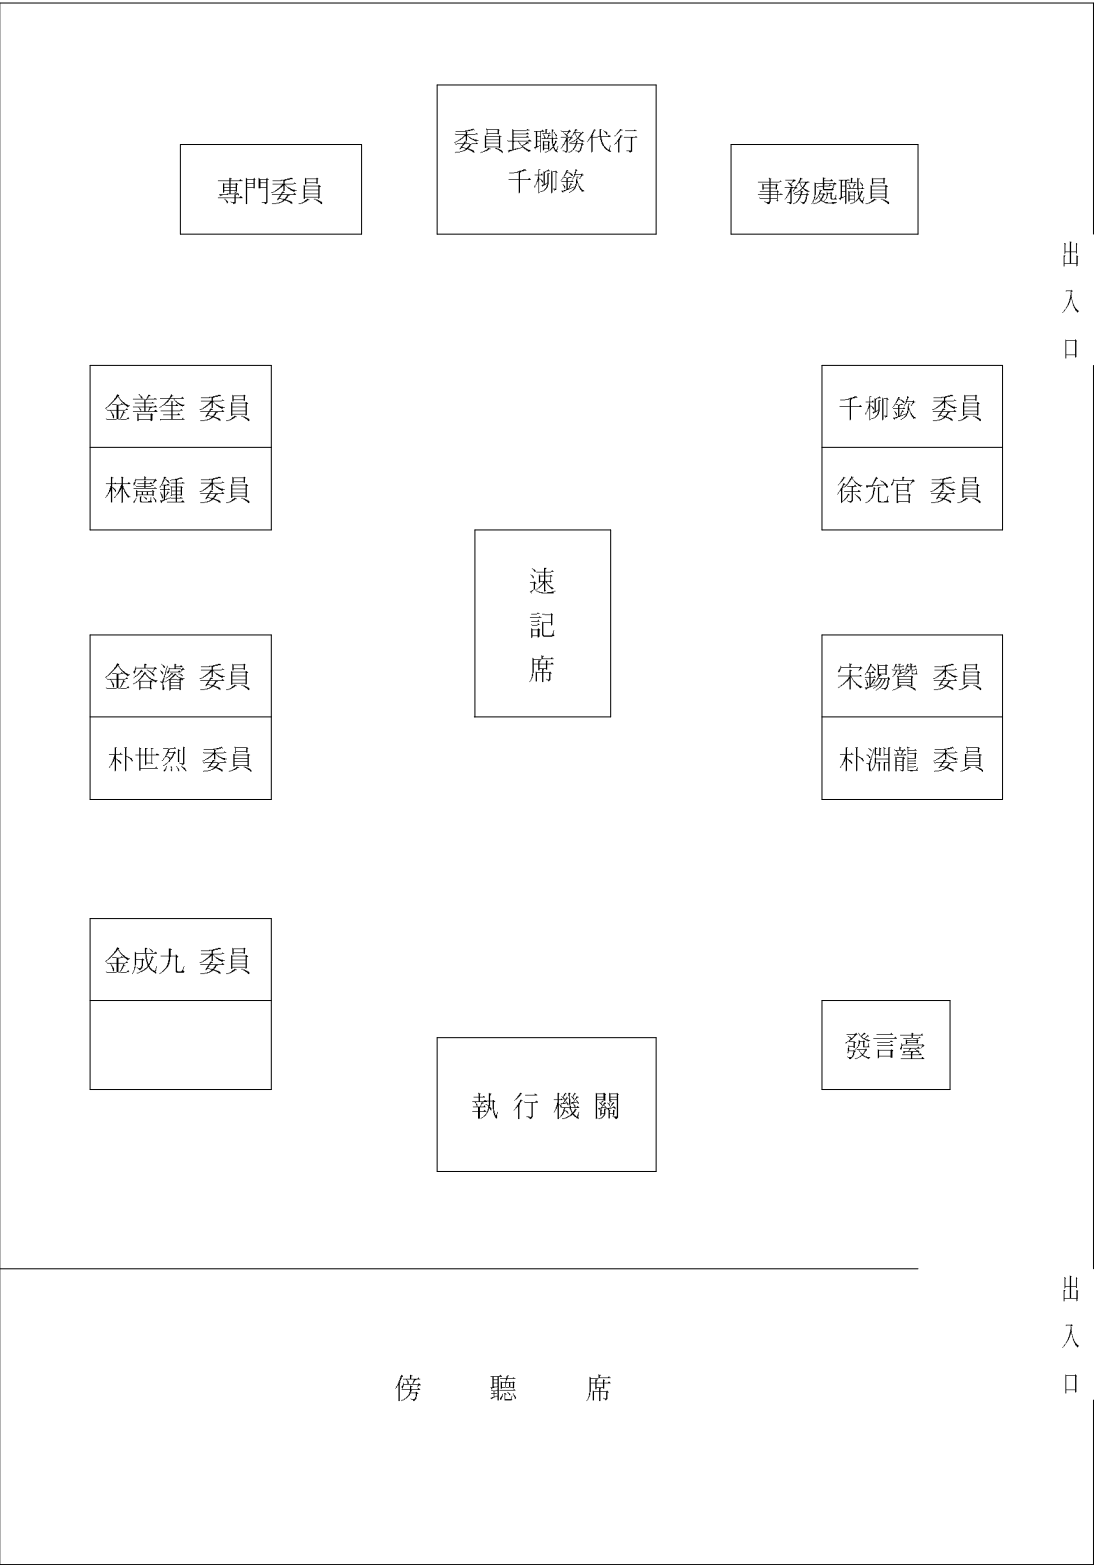 委員長職務代行
千柳欽
專門委員
事務處職員
出
入
口
金善奎 委員
千柳欽 委員
林憲鍾 委員
徐允官 委員
速
記
席
金容濬 委員
宋錫贊 委員
朴世烈 委員
朴淵龍 委員
金成九 委員
發言臺
執 行 機 關
出
入
口
傍 聽 席